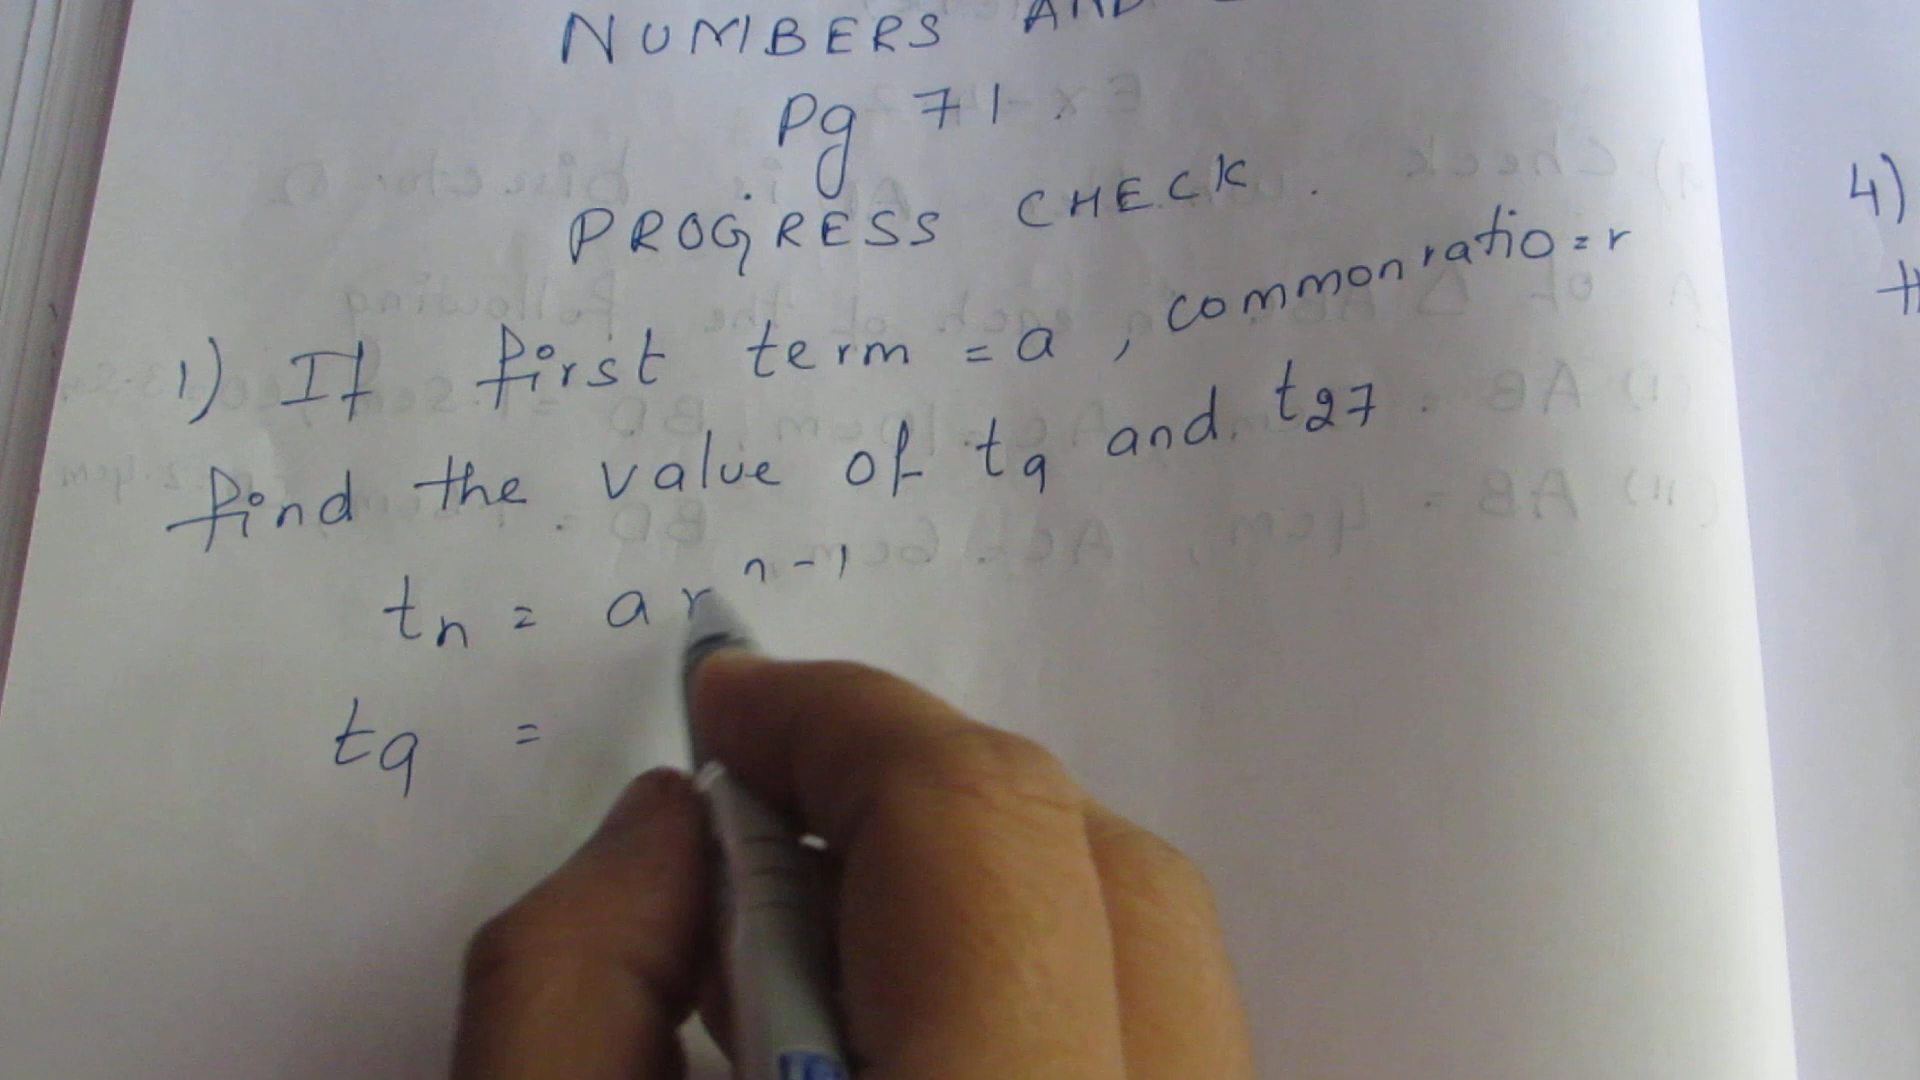 NUMBERS AND
Pg 71
PROGRESS CHECK.
1) If first term = a, common ratio = r
find the value of t9 and t27.
tn = ar^n-1
t9 =
4)